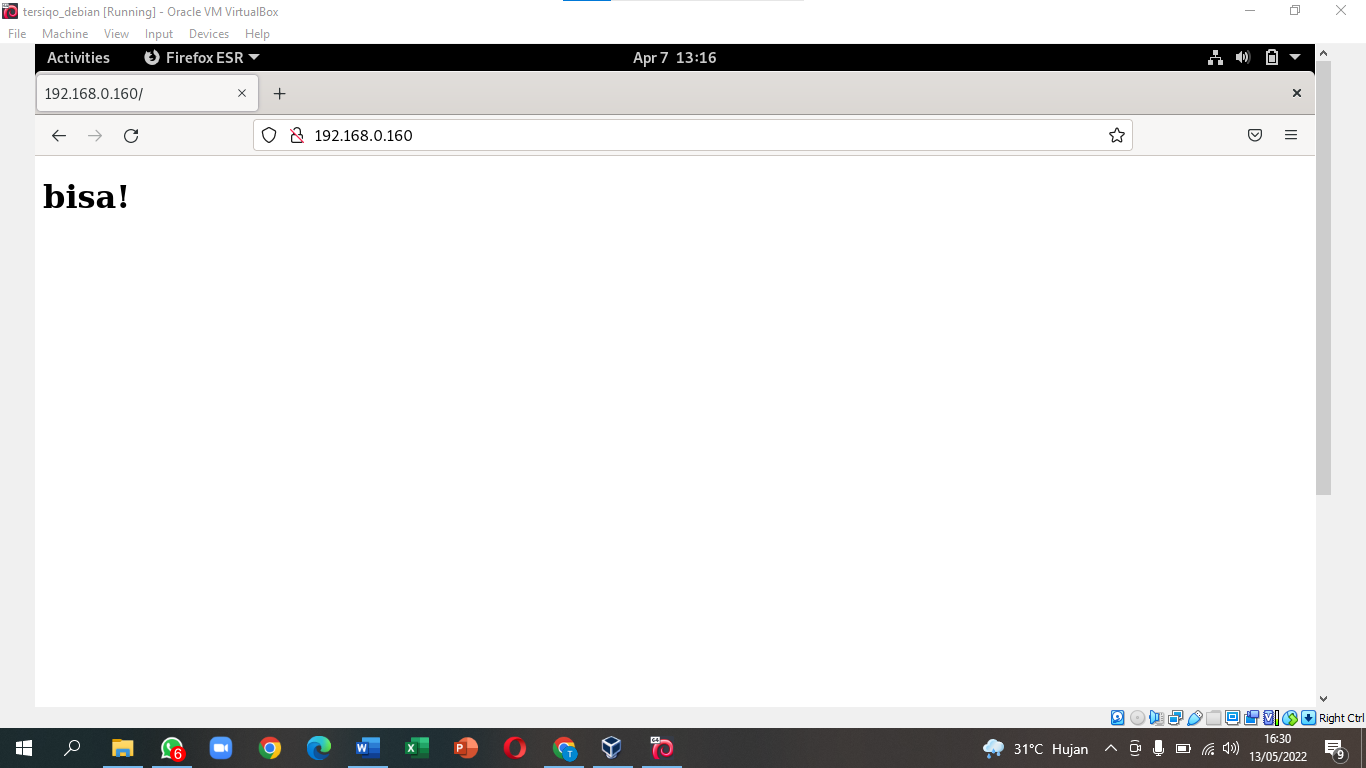 tersiqo_debian [Running] - Oracle VM VirtualBox
File Machine View Input Devices Help
Activities Firefox ESR Apr 7 13:16
192.168.0.160/
192.168.0.160
bisa!
Right Ctrl
6 31°C Hujan 16:30
13/05/2022 9